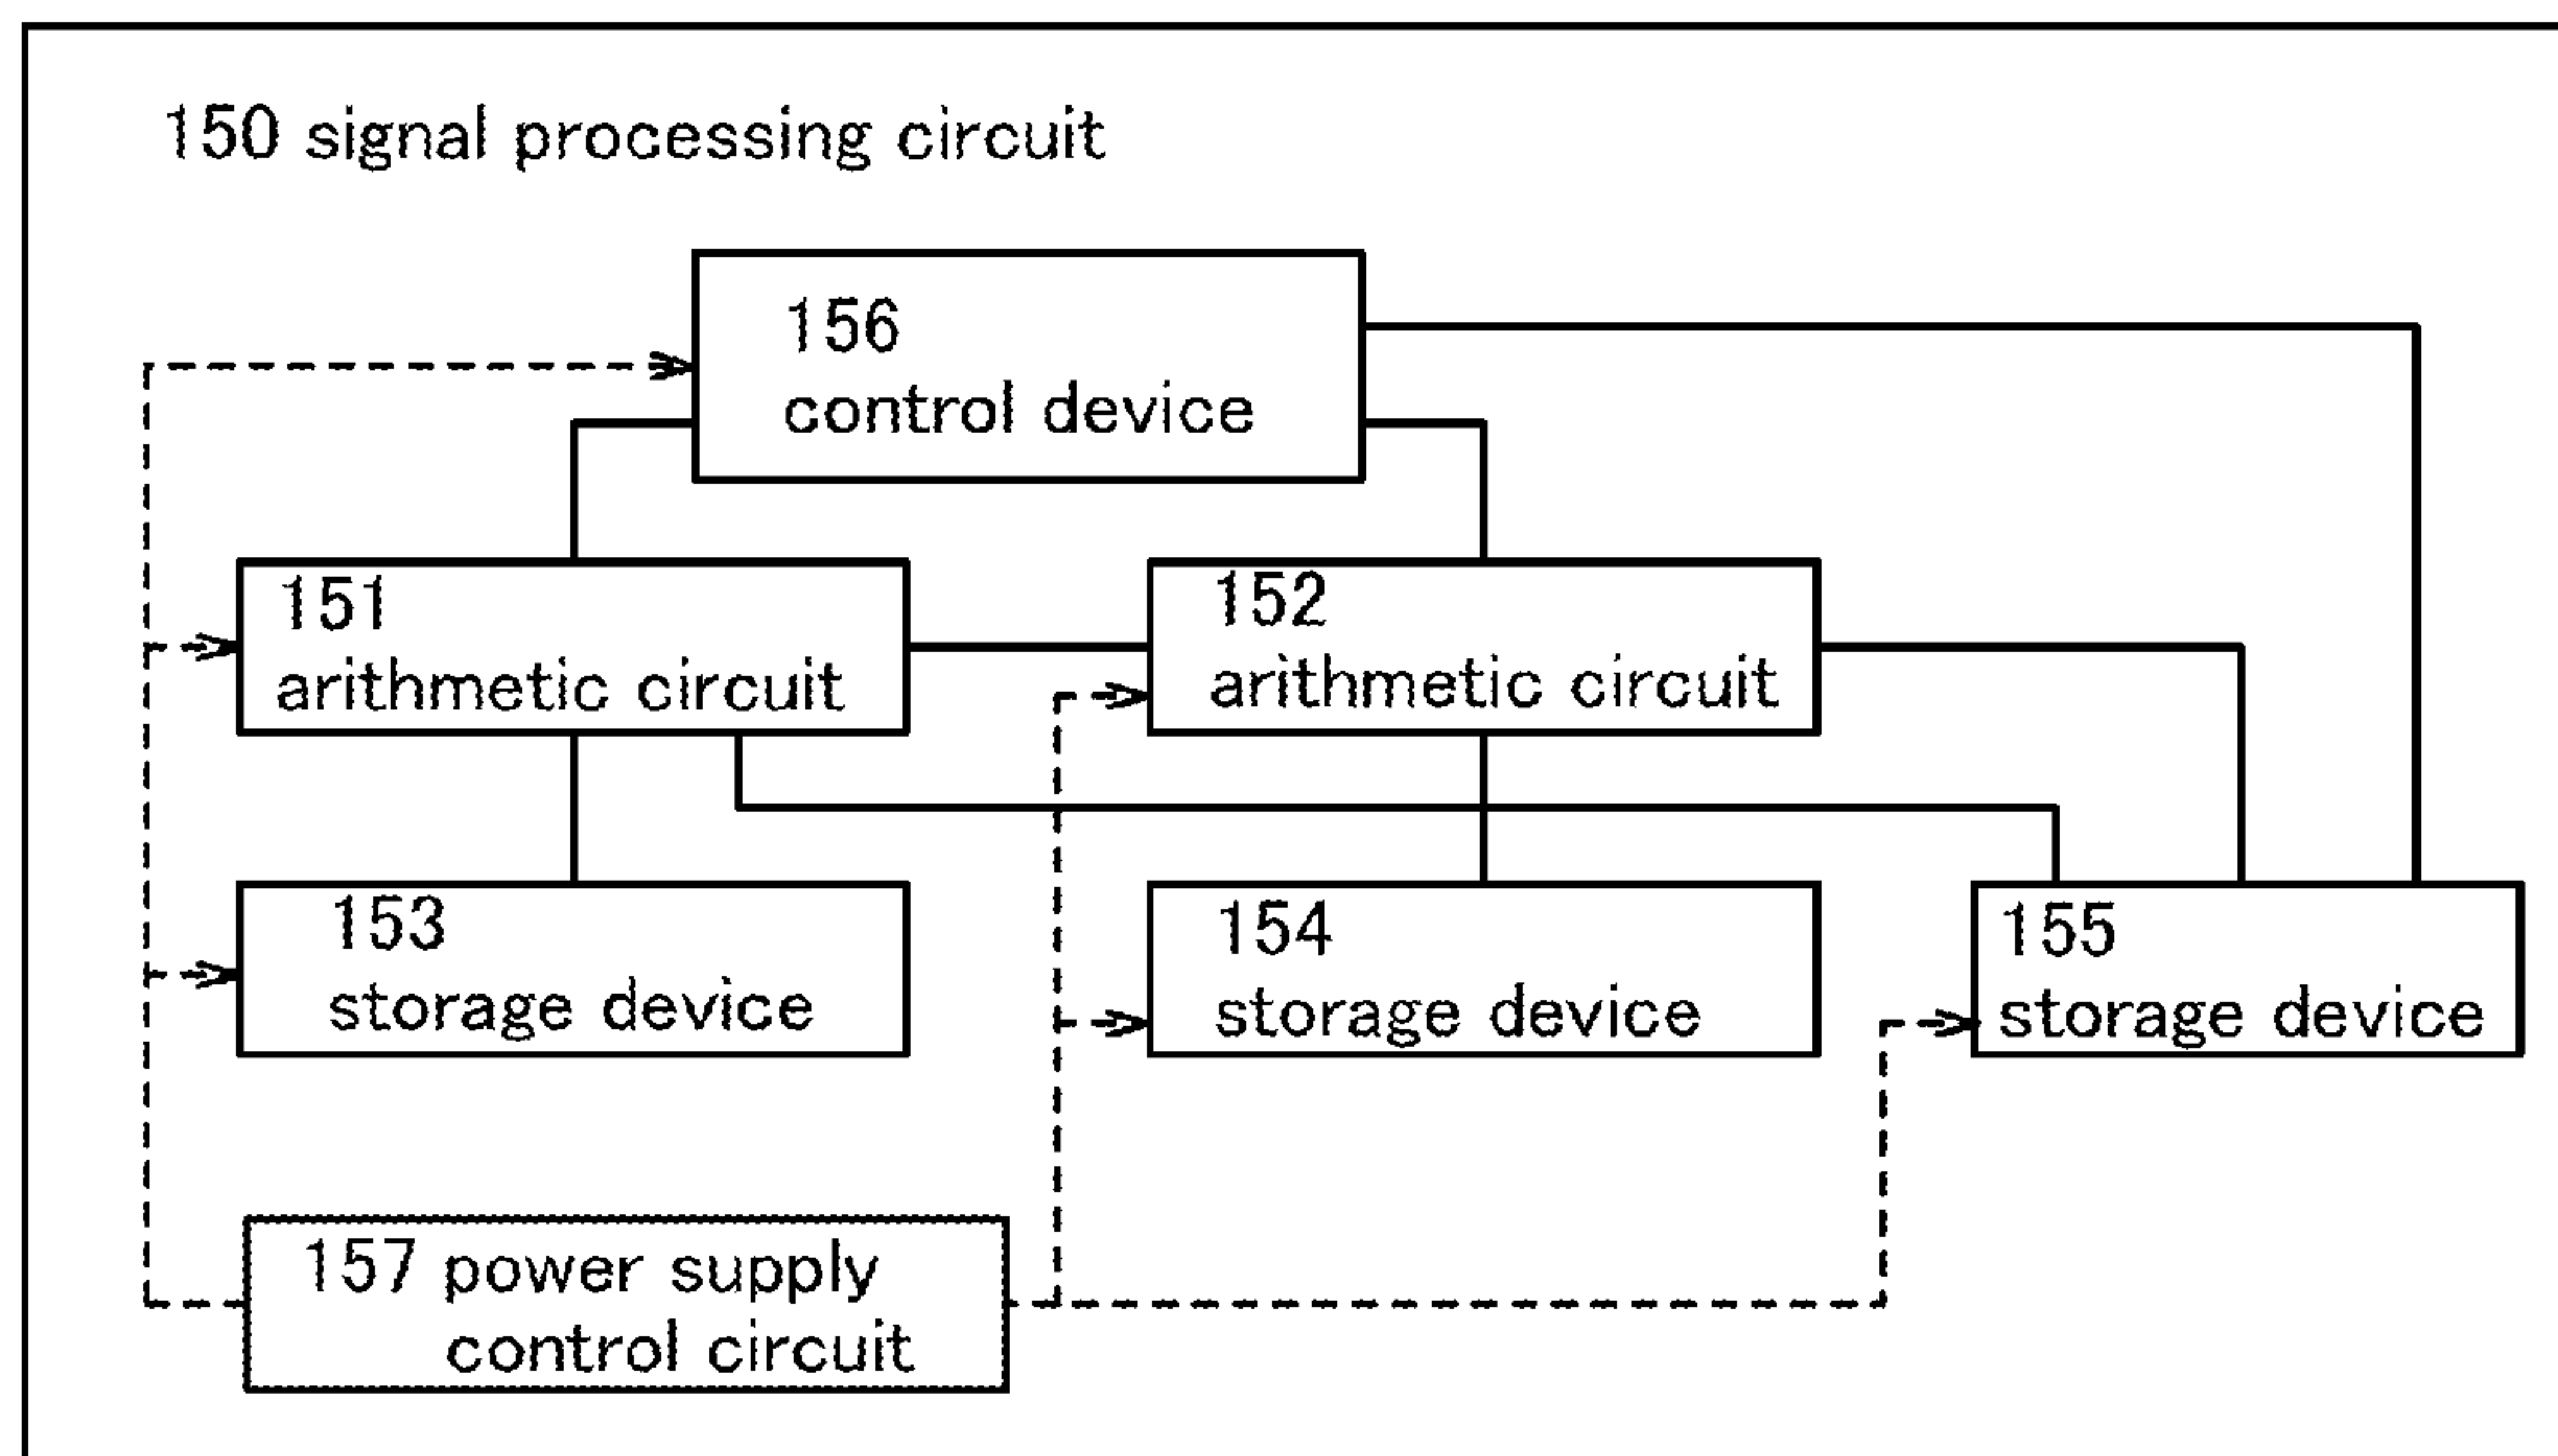 150 signal processing circuit
156
control device
151
arithmetic circuit
152
arithmetic circuit
153
storage device
154
storage device
155
storage device
157 power supply
control circuit